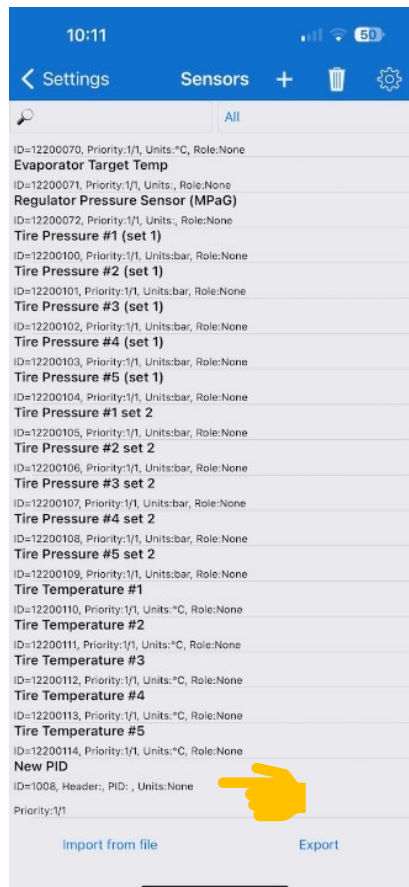 10:11
50
Settings
Sensors
All
ID=12200070, Priority:1/1, Units:°C, Role:None
Evaporator Target Temp
ID=12200071, Priority:1/1, Units:, Role:None
Regulator Pressure Sensor (MPaG)
ID=12200072, Priority:1/1, Units:, Role:None
Tire Pressure #1 (set 1)
ID=12200100, Priority:1/1, Units:bar, Role:None
Tire Pressure #2 (set 1)
ID=12200101, Priority:1/1, Units:bar, Role:None
Tire Pressure #3 (set 1)
ID=12200102, Priority:1/1, Units:bar, Role:None
Tire Pressure #4 (set 1)
ID=12200103, Priority:1/1, Units:bar, Role:None
Tire Pressure #5 (set 1)
ID=12200104, Priority:1/1, Units:bar, Role:None
Tire Pressure #1 set 2
ID=12200105, Priority:1/1, Units:bar, Role:None
Tire Pressure #2 set 2
ID=12200106, Priority:1/1, Units:bar, Role:None
Tire Pressure #3 set 2
ID=12200107, Priority:1/1, Units:bar, Role:None
Tire Pressure #4 set 2
ID=12200108, Priority:1/1, Units:bar, Role:None
Tire Pressure #5 set 2
ID=12200109, Priority:1/1, Units:bar, Role:None
Tire Temperature #1
ID=12200110, Priority:1/1, Units:°C, Role:None
Tire Temperature #2
ID=12200111, Priority:1/1, Units:°C, Role:None
Tire Temperature #3
ID=12200112, Priority:1/1, Units:°C, Role:None
Tire Temperature #4
ID=12200113, Priority:1/1, Units:°C, Role:None
Tire Temperature #5
ID=12200114, Priority:1/1, Units:°C, Role:None
New PID
ID=1008, Header:, PID: , Units:None
Priority:1/1
Import from file
Export